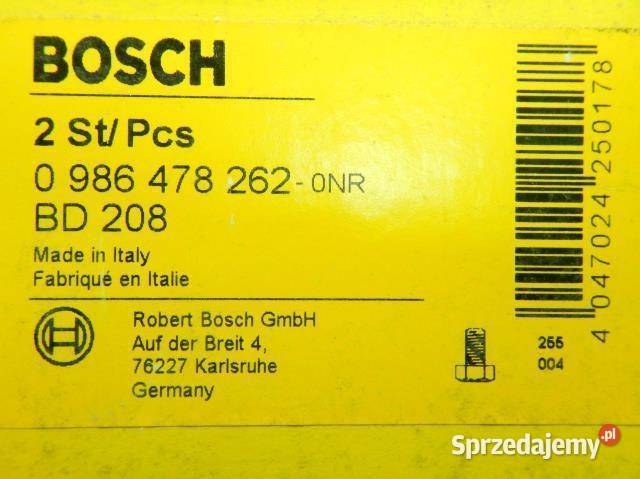 BOSCH
2 St/Pcs
0 986 478 262-0NR
BD 208
Made in Italy
Fabriqué en Italie
Robert Bosch GmbH
Auf der Breit 4,
76227 Karlsruhe
Germany
255
004
4 047024 250178
Sprzedajemy.pl